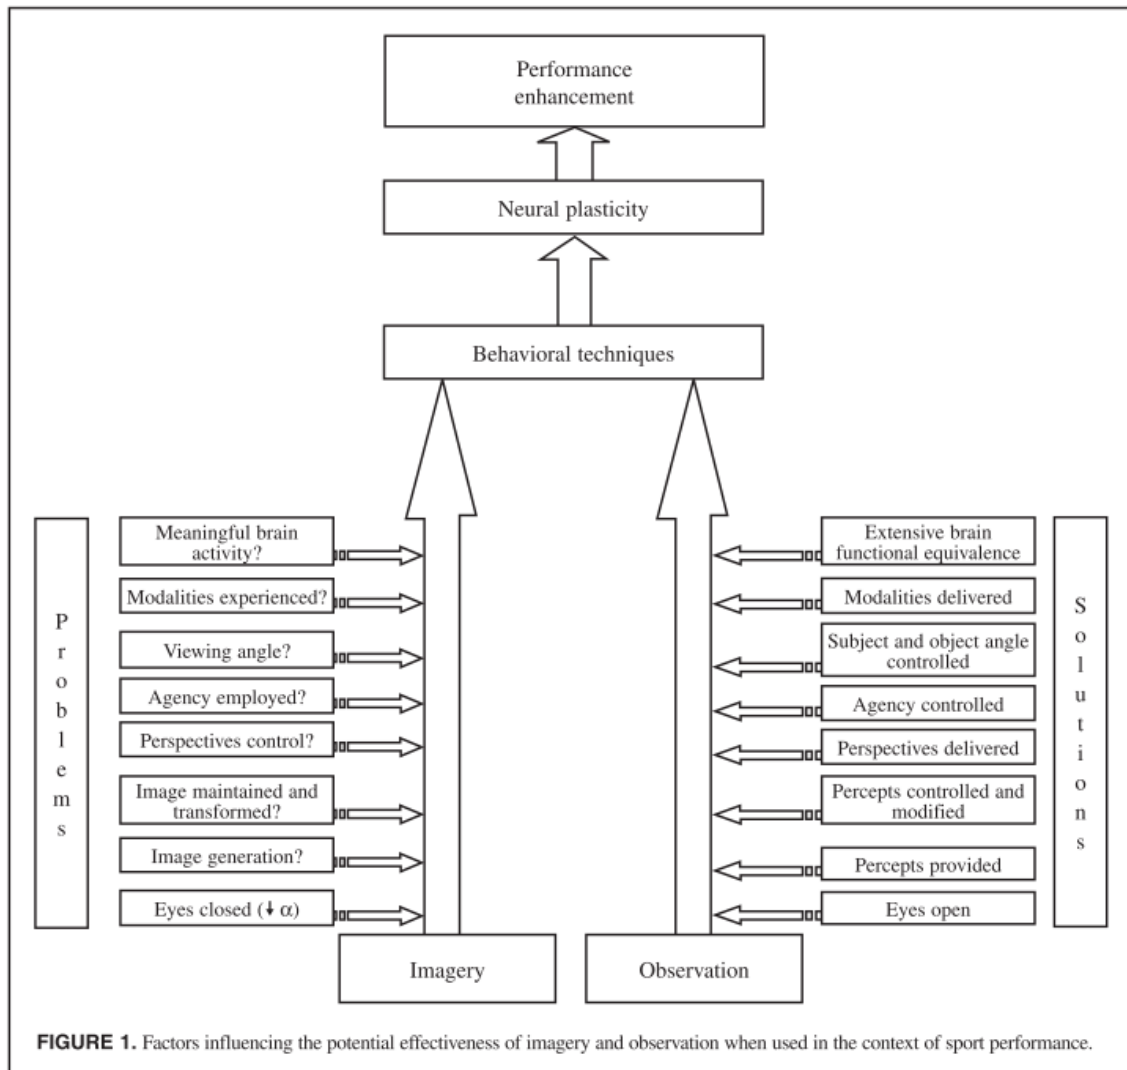 Performance
enhancement
Neural plasticity
Behavioral techniques
Problems
Meaningful brain
activity?
Modalities experienced?
Viewing angle?
Agency employed?
Perspectives control?
Image maintained and
transformed?
Image generation?
Eyes closed (↓ α)
Imagery
Extensive brain
functional equivalence
Modalities delivered
Subject and object angle
controlled
Agency controlled
Perspectives delivered
Percepts controlled and
modified
Percepts provided
Eyes open
Observation
Solutions
FIGURE 1. Factors influencing the potential effectiveness of imagery and observation when used in the context of sport performance.